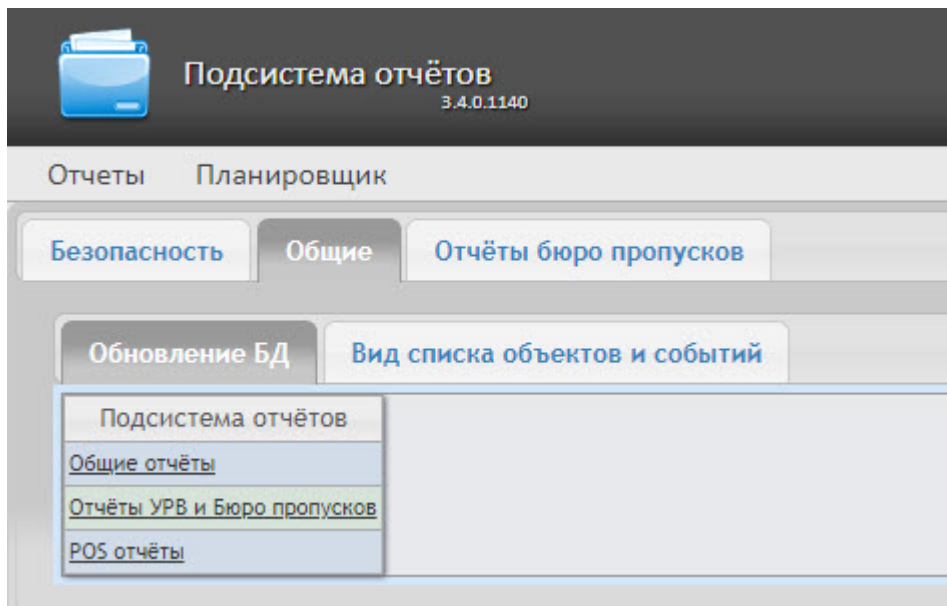 Подсистема отчётов
3.4.0.1140
Отчеты Планировщик
Безопасность Общие Отчёты бюро пропусков
Обновление БД Вид списка объектов и событий
Подсистема отчётов
Общие отчёты
Отчёты УРВ и Бюро пропусков
POS отчёты